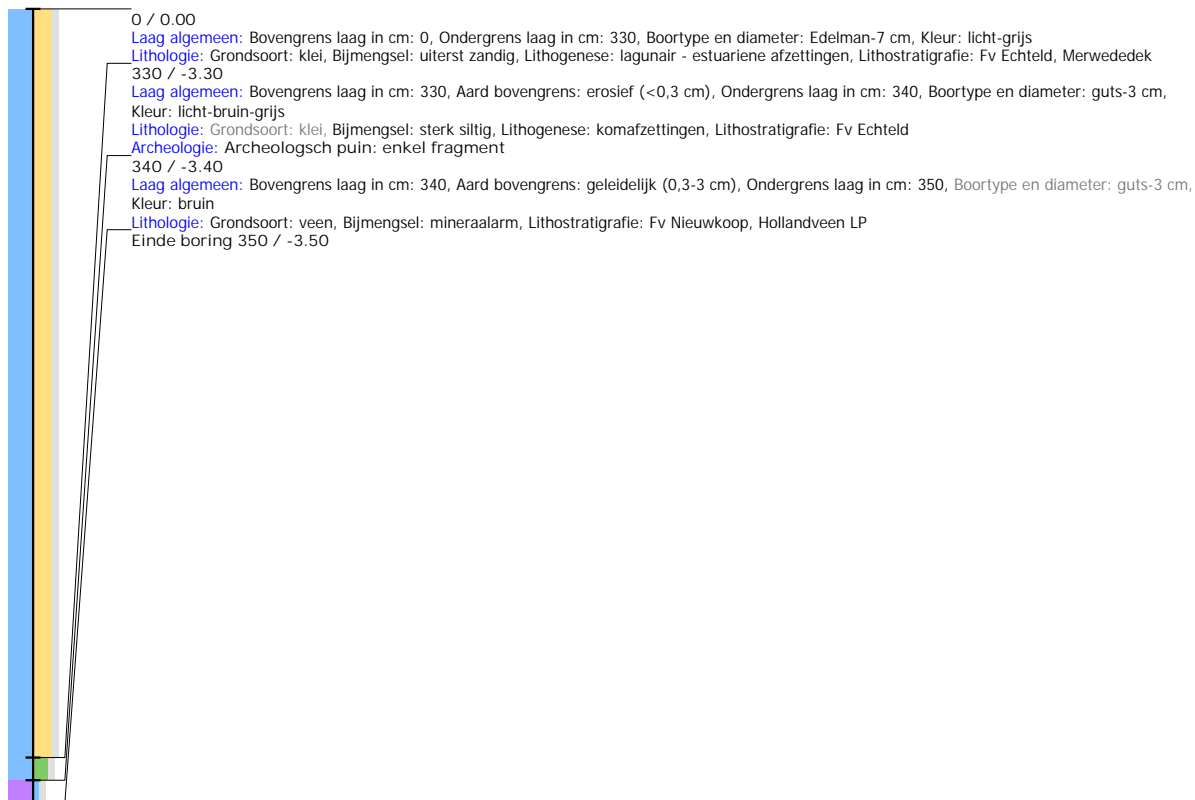 0 / 0.00
Laag algemeen: Bovengrens laag in cm: 0, Ondergrens laag in cm: 330, Boortype en diameter: Edelman-7 cm, Kleur: licht-grijs
Lithologie: Grondsoort: klei, Bijmengsel: uiterst zandig, Lithogenese: lagunair - estuariene afzettingen, Lithostratigrafie: Fv Echteld, Merwededek
330 / -3.30
Laag algemeen: Bovengrens laag in cm: 330, Aard bovengrens: erosief (<0,3 cm), Ondergrens laag in cm: 340, Boortype en diameter: guts-3 cm,
Kleur: licht-bruin-grijs
Lithologie: Grondsoort: klei, Bijmengsel: sterk siltig, Lithogenese: komafzettingen, Lithostratigrafie: Fv Echteld
Archeologie: Archeologsch puin: enkel fragment
340 / -3.40
Laag algemeen: Bovengrens laag in cm: 340, Aard bovengrens: geleidelijk (0,3-3 cm), Ondergrens laag in cm: 350, Boortype en diameter: guts-3 cm,
Kleur: bruin
Lithologie: Grondsoort: veen, Bijmengsel: mineraalarm, Lithostratigrafie: Fv Nieuwkoop, Hollandveen LP
Einde boring 350 / -3.50